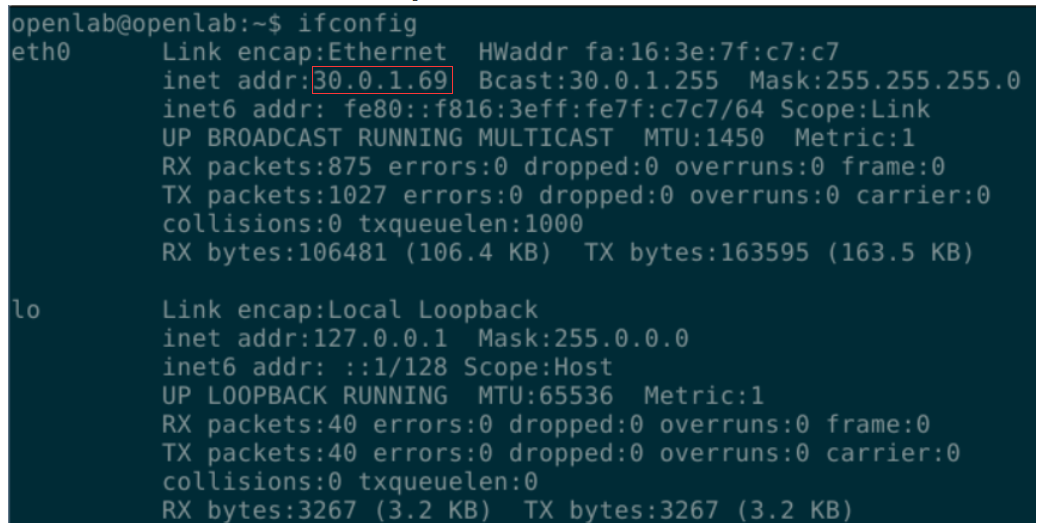 openlab@openlab:~$ ifconfig
eth0 Link encap:Ethernet HWaddr fa:16:3e:7f:c7:c7
inet addr:30.0.1.69 Bcast:30.0.1.255 Mask:255.255.255.0
inet6 addr: fe80::f816:3eff:fe7f:c7c7/64 Scope:Link
UP BROADCAST RUNNING MULTICAST MTU:1450 Metric:1
RX packets:875 errors:0 dropped:0 overruns:0 frame:0
TX packets:1027 errors:0 dropped:0 overruns:0 carrier:0
collisions:0 txqueuelen:1000
RX bytes:106481 (106.4 KB) TX bytes:163595 (163.5 KB)
lo Link encap:Local Loopback
inet addr:127.0.0.1 Mask:255.0.0.0
inet6 addr: ::1/128 Scope:Host
UP LOOPBACK RUNNING MTU:65536 Metric:1
RX packets:40 errors:0 dropped:0 overruns:0 frame:0
TX packets:40 errors:0 dropped:0 overruns:0 carrier:0
collisions:0 txqueuelen:0
RX bytes:3267 (3.2 KB) TX bytes:3267 (3.2 KB)